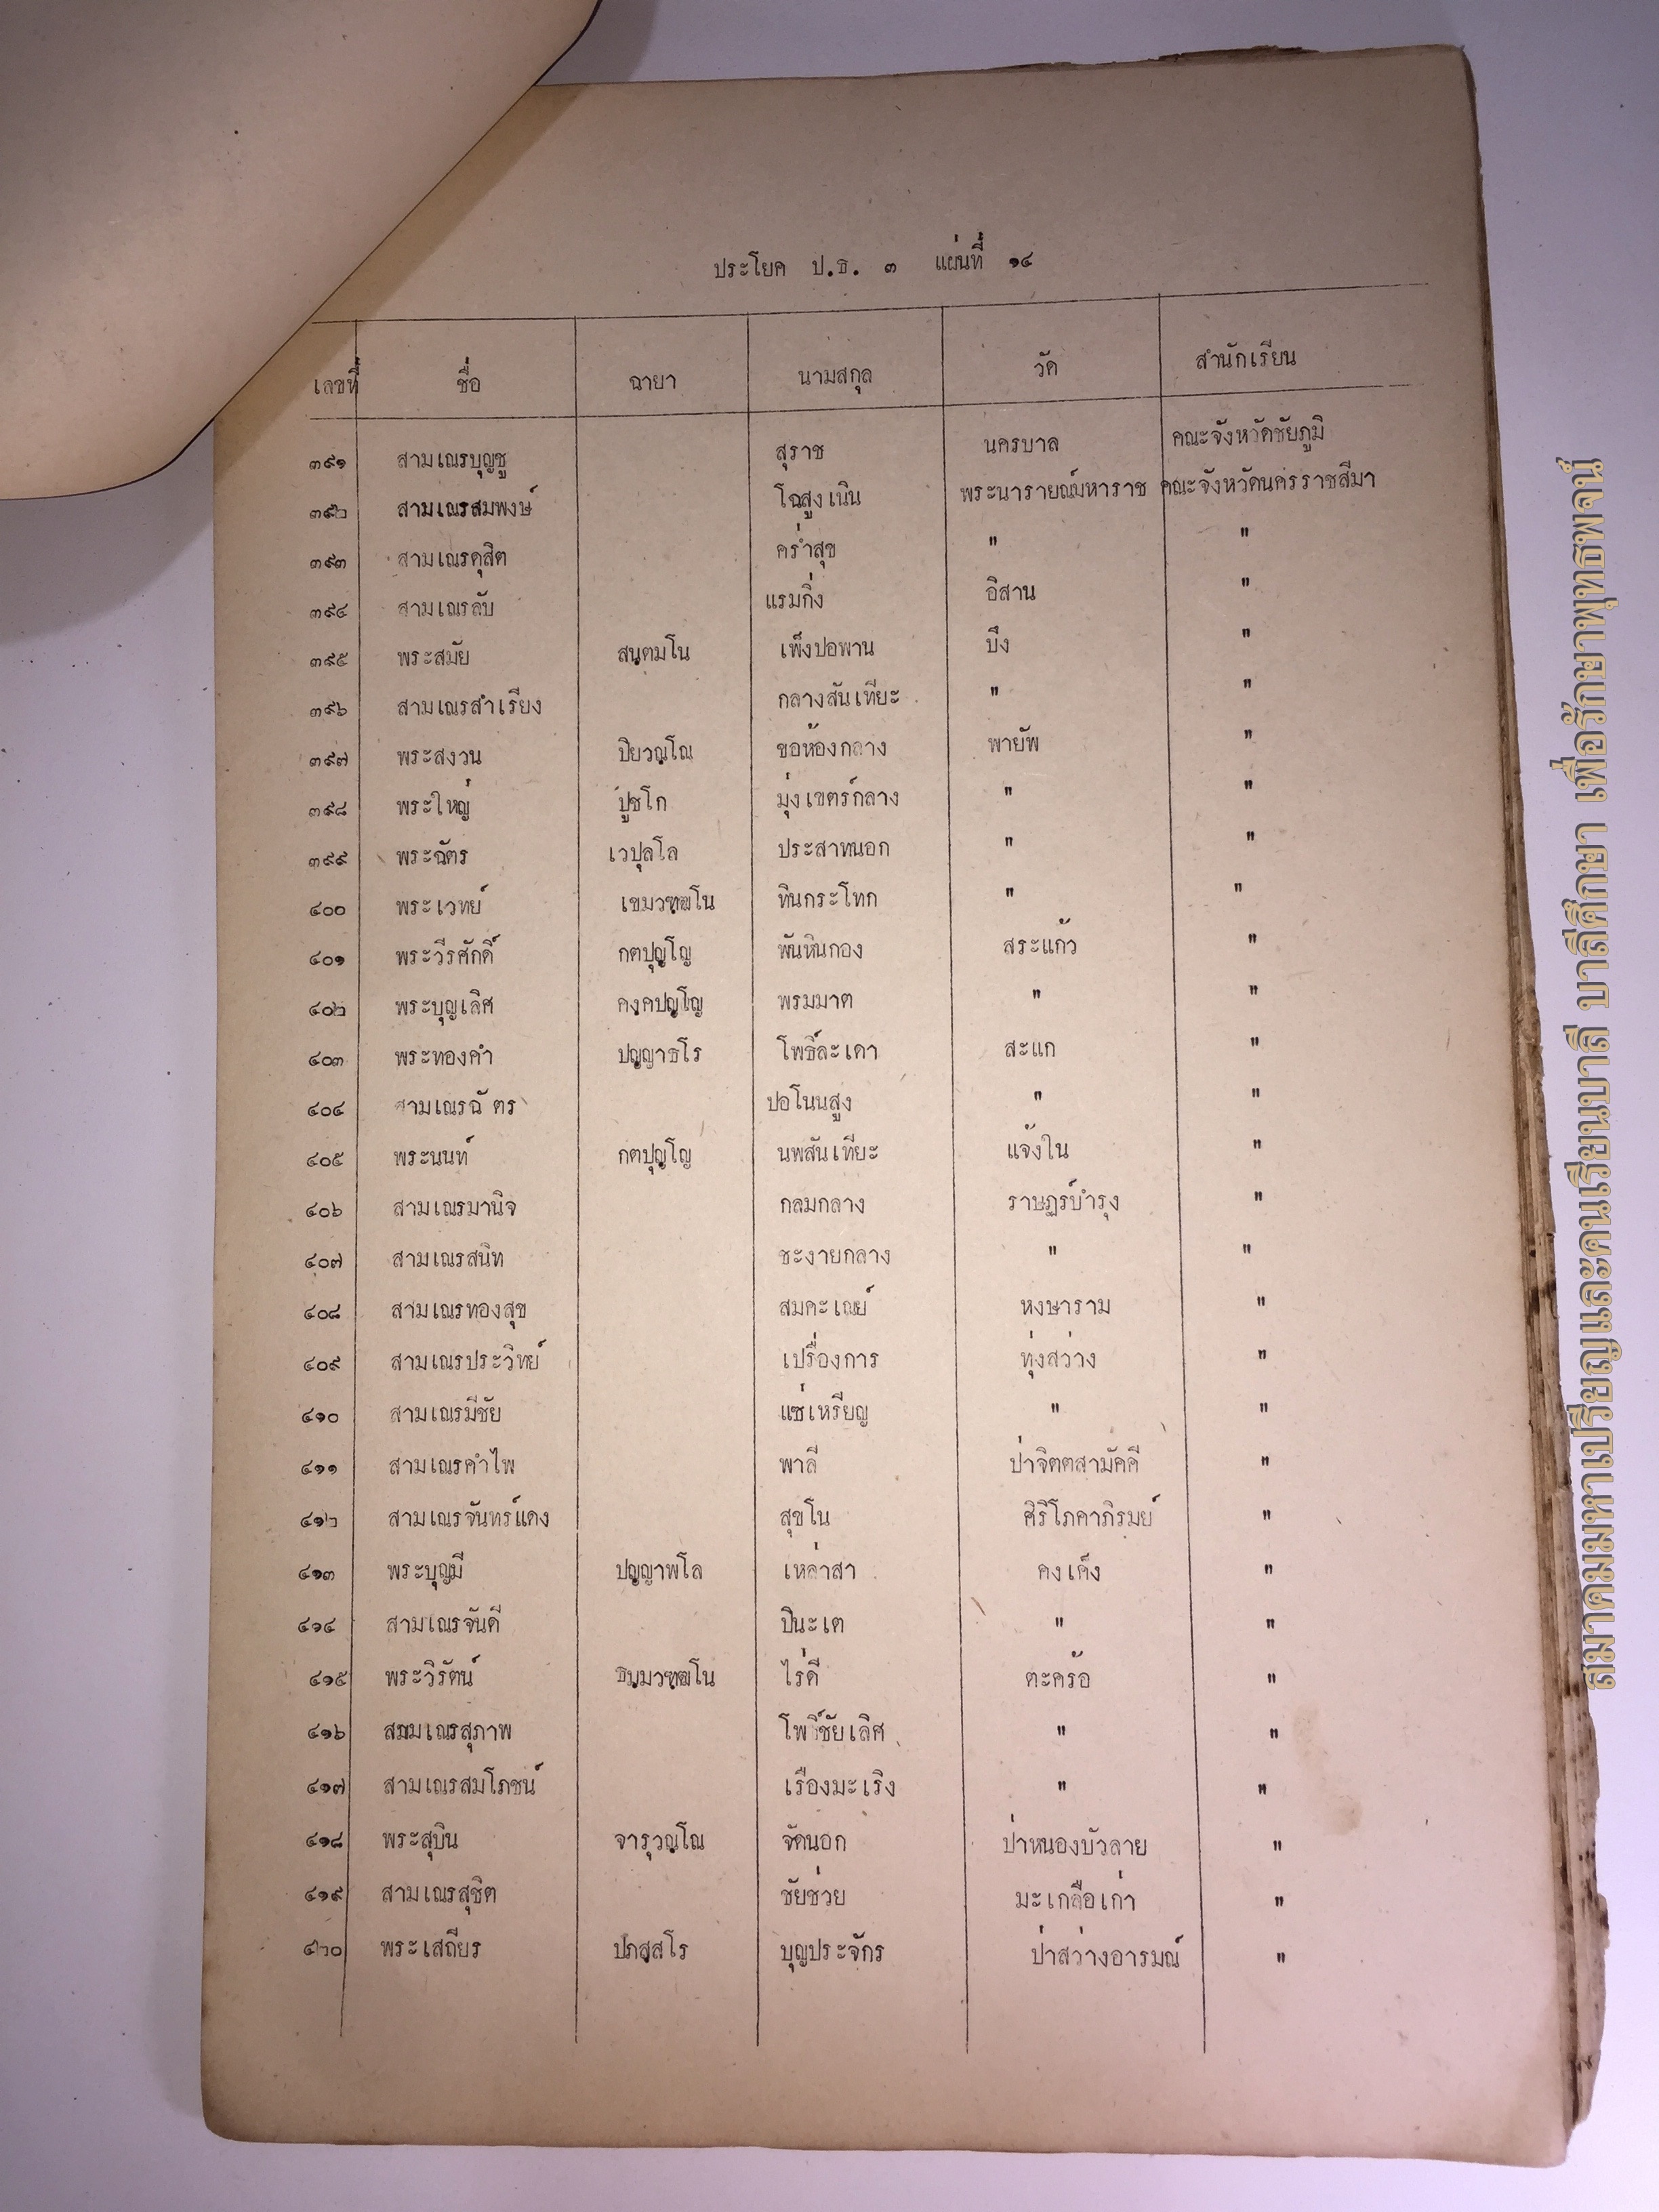 ประโยค ป.ธ. ๓ แผ่นที่ ๑๔
เลขที่ ชื่อ ฉายา นามสกุล วัด สำนักเรียน
๓๙๑ สามเณรบุญชู สุราช นครบาล คณะจังหวัดชัยภูมิ
๓๙๒ สามเณรสมพงษ์ โฉสูงเนิน พระนารายณ์มหาราช คณะจังหวัดนครราชสีมา
๓๙๓ สามเณรดุสิต คร่ำสุข " "
๓๙๔ สามเณรลับ แรมกิ่ง อิสาน "
๓๙๕ พระสมัย สนฺตมโน เพ็งปอพาน บึง "
๓๙๖ สามเณรสำเรียง กลางสันเทียะ " "
๓๙๗ พระสงวน ปิยวณฺโณ ขอห้องกลาง พายัพ "
๓๙๘ พระใหญ่ ปูชโก มุ่งเขตร์กลาง " "
๓๙๙ พระฉัตร เวปุลฺโล ประสาทนอก " "
๔๐๐ พระเวทย์ เขมวฑฺฒโน หินกระโทก " "
๔๐๑ พระวีรศักดิ์ กตปุญฺโญ พันหินกอง สระแก้ว "
๔๐๒ พระบุญเลิศ คงฺคปญฺโญ พรมมาต " "
๔๐๓ พระทองคำ ปญฺญาธโร โพธิ์ละเดา สะแก "
๔๐๔ สามเณรฉัตร ปอโนนสูง " "
๔๐๕ พระนนท์ กตปุญฺโญ นพสันเทียะ แจ้งใน "
๔๐๖ สามเณรมานิจ กลมกลาง ราษฎร์บำรุง "
๔๐๗ สามเณรสนิท ชะงายกลาง " "
๔๐๘ สามเณรทองสุข สมคะเณย์ หงษาราม "
๔๐๙ สามเณรประวิทย์ เปรื่องการ ทุ่งสว่าง "
๔๑๐ สามเณรมีชัย แซ่เหรียญ " "
๔๑๑ สามเณรคำไพ พาลี ป่าจิตตสามัคคี "
๔๑๒ สามเณรจันทร์แดง สุขโน ศิริโภคาภิรมย์ "
๔๑๓ พระบุญมี ปญฺญาพโล เหล่าสา ดงเค็ง "
๔๑๔ สามเณรจันดี ปินะเต " "
๔๑๕ พระวิรัตน์ ธมฺมวฑฺฒโน ไร่ดี ตะคร้อ "
๔๑๖ สามเณรสุภาพ โพธิ์ชัยเลิศ " "
๔๑๗ สามเณรสมโภชน์ เรืองมะเริง " "
๔๑๘ พระสุบิน จารุวณฺโณ จัดนอก ป่าหนองบัวลาย "
๔๑๙ สามเณรสุชิต ชัยช่วย มะเกลือเก่า "
๔๒๐ พระเสถียร ปภสฺสโร บุญประจักร ป่าสว่างอารมณ์ "
สมาคมมหาเปรียญและคนเรียนบาลี บาลีศึกษา เพื่อรักษาพุทธพจน์